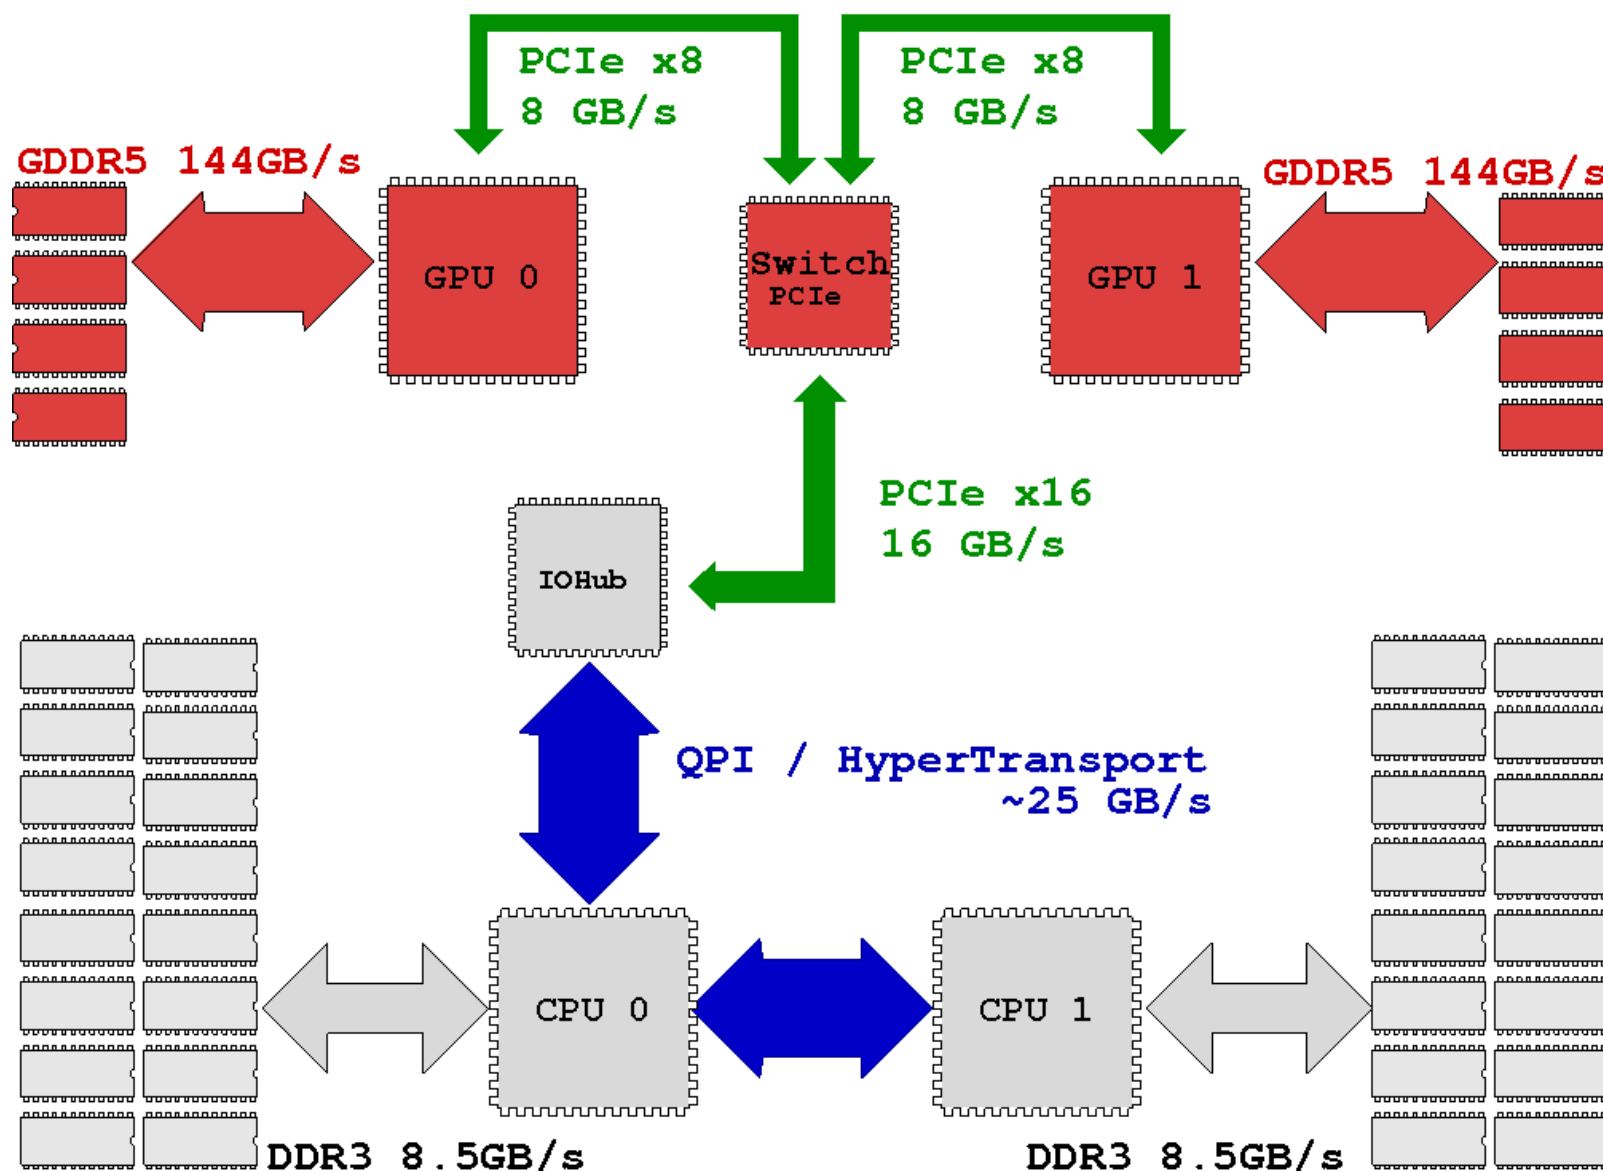 PCIe x8
8 GB/s
PCIe x8
8 GB/s
GDDR5 144GB/s
GDDR5 144GB/s
GPU 0
Switch
PCIe
GPU 1
PCIe x16
16 GB/s
IOHub
QPI / HyperTransport
~25 GB/s
CPU 0
CPU 1
DDR3 8.5GB/s
DDR3 8.5GB/s